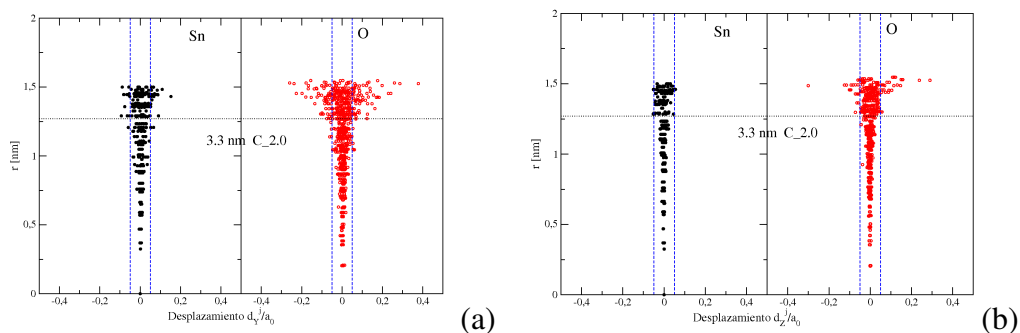 Sn
O
2
1,5
1
0,5
0
r [nm]
3.3 nm C_2.0
-0,4
-0,2
0
0,2
0,4
-0,4
-0,2
0
0,2
0,4
Desplazamiento d_Y^j/a_0
(a)
Sn
O
2
1,5
1
0,5
0
r [nm]
3.3 nm C_2.0
-0,4
-0,2
0
0,2
0,4
-0,4
-0,2
0
0,2
0,4
Desplazamiento d_Z^j/a_0
(b)